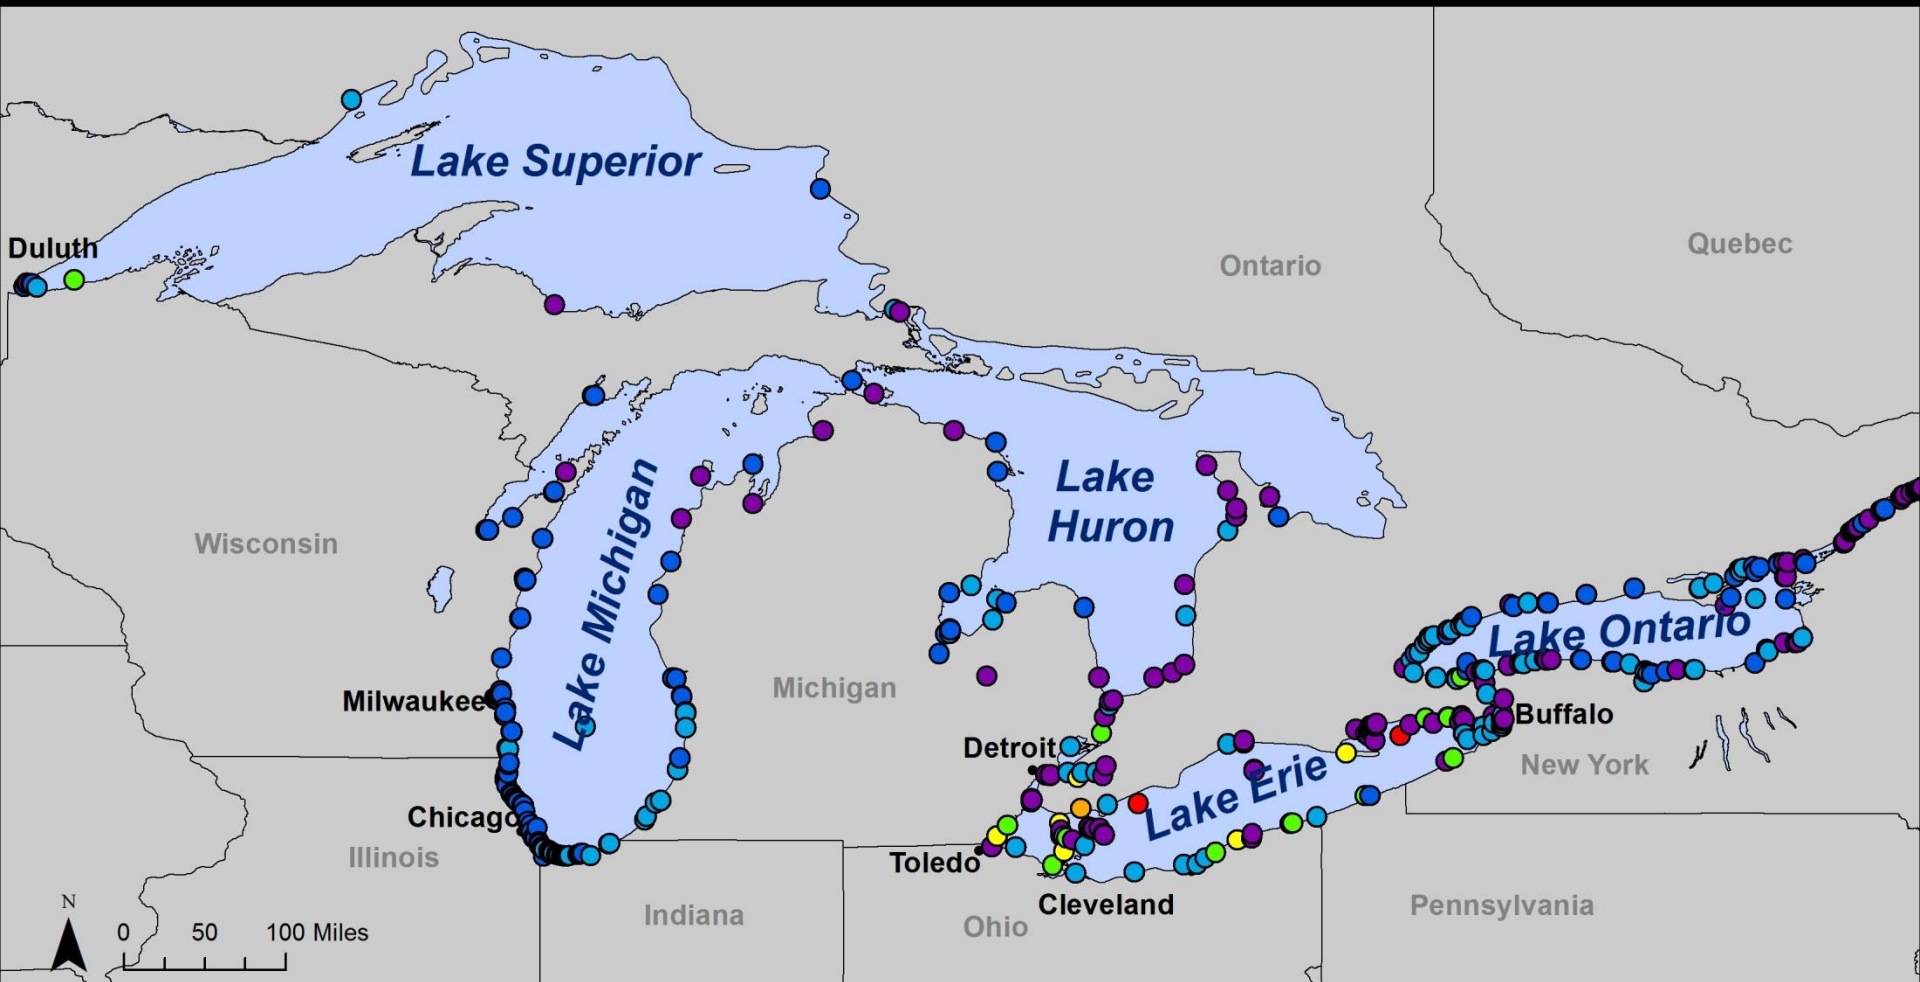 Lake Superior
Duluth
Quebec
Ontario
Lake
Huron
Lake Michigan
Wisconsin
Lake Ontario
Milwaukee
Michigan
Buffalo
Detroit
New York
Lake Erie
Chicago
Illinois
Toledo
Cleveland
Pennsylvania
Indiana
Ohio
N
0 50 100 Miles